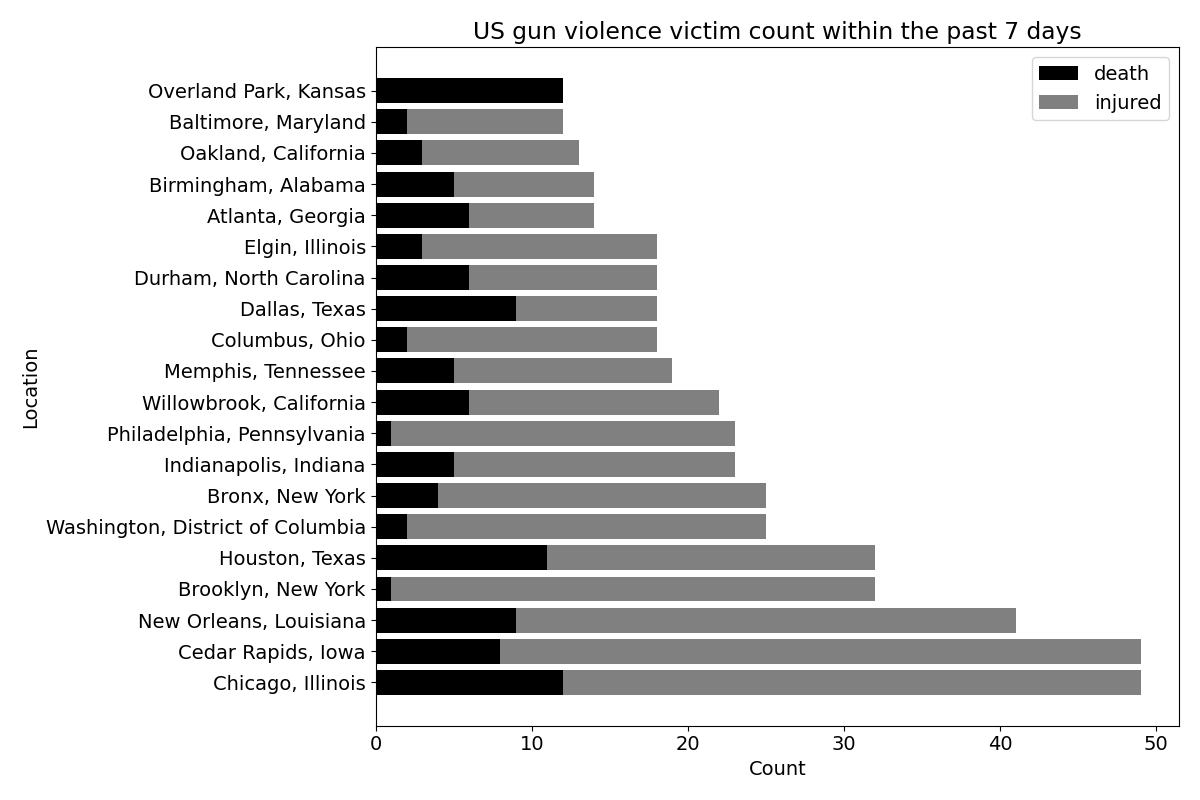 US gun violence victim count within the past 7 days
death
injured
Overland Park, Kansas
Baltimore, Maryland
Oakland, California
Birmingham, Alabama
Atlanta, Georgia
Elgin, Illinois
Durham, North Carolina
Dallas, Texas
Columbus, Ohio
Memphis, Tennessee
Willowbrook, California
Philadelphia, Pennsylvania
Indianapolis, Indiana
Bronx, New York
Washington, District of Columbia
Houston, Texas
Brooklyn, New York
New Orleans, Louisiana
Cedar Rapids, Iowa
Chicago, Illinois
Location
0 10 20 30 40 50
Count